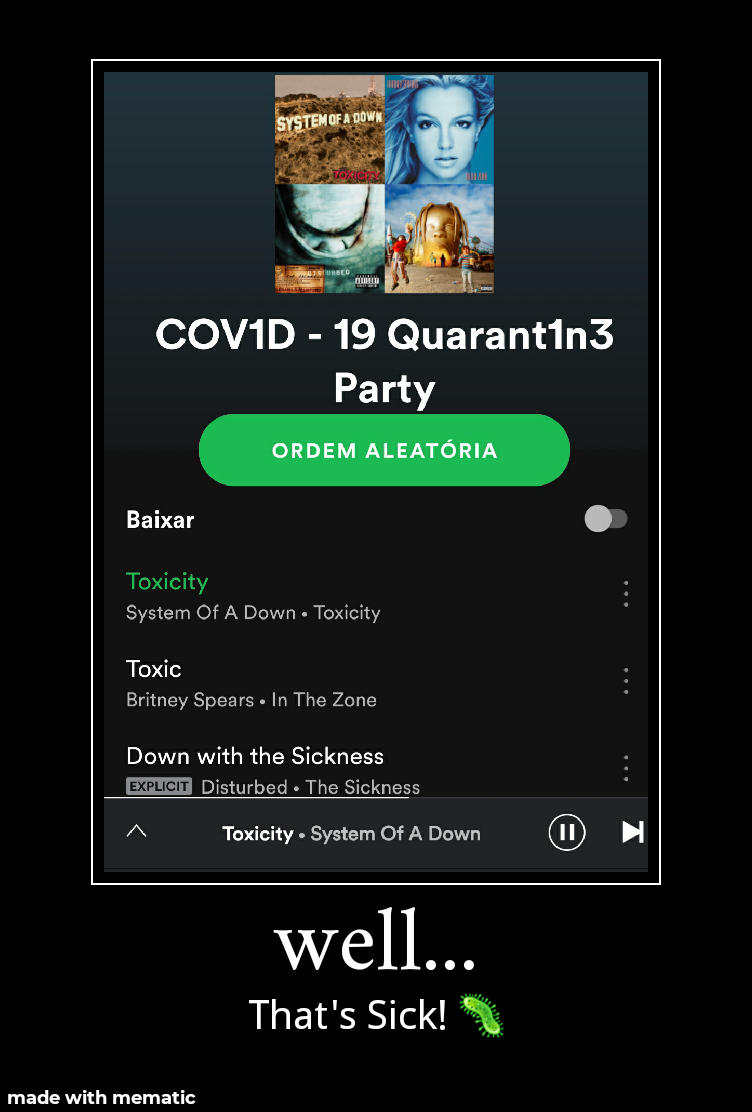 SYSTEM OF A DOWN
TOXICITY
BRITNEY SPEARS
DISTURBED
COV1D - 19 Quarant1n3
Party
ORDEM ALEATÓRIA
Baixar
Toxicity
System Of A Down • Toxicity
Toxic
Britney Spears • In The Zone
Down with the Sickness
EXPLICIT Disturbed • The Sickness
Toxicity • System Of A Down
well...
That's Sick! 🦠
made with mematic